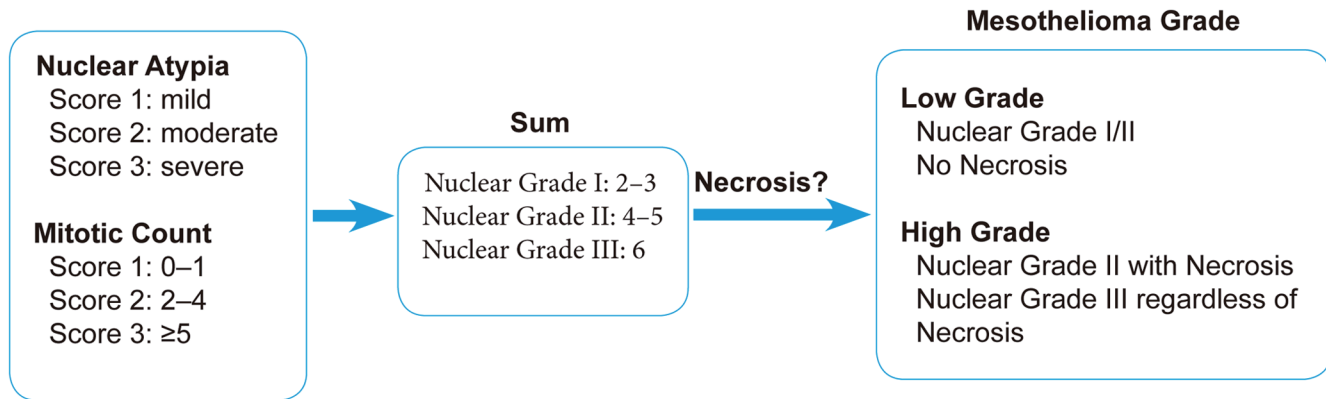 Nuclear Atypia
Score 1: mild
Score 2: moderate
Score 3: severe
Mitotic Count
Score 1: 0–1
Score 2: 2–4
Score 3: ≥5
Sum
Nuclear Grade I: 2–3
Nuclear Grade II: 4–5
Nuclear Grade III: 6
Necrosis?
Mesothelioma Grade
Low Grade
Nuclear Grade I/II
No Necrosis
High Grade
Nuclear Grade II with Necrosis
Nuclear Grade III regardless of
Necrosis